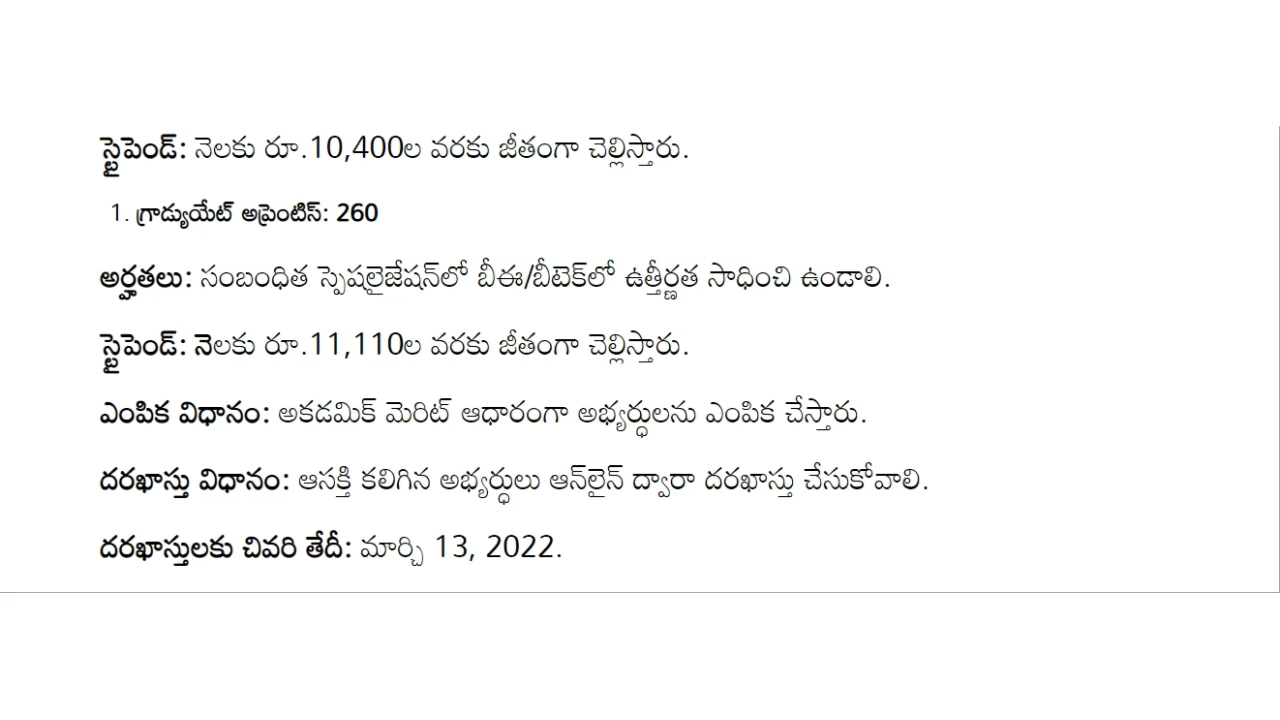 స్టైపెండ్: నెలకు రూ.10,400ల వరకు జీతంగా చెల్లిస్తారు.
1. గ్రాడ్యుయేట్ అప్రెంటిస్: 260
అర్హతలు: సంబంధిత స్పెషలైజేషన్‌లో బీఈ/బీటెక్‌లో ఉత్తీర్ణత సాధించి ఉండాలి.
స్టైపెండ్: నెలకు రూ.11,110ల వరకు జీతంగా చెల్లిస్తారు.
ఎంపిక విధానం: అకడమిక్ మెరిట్ ఆధారంగా అభ్యర్ధులను ఎంపిక చేస్తారు.
దరఖాస్తు విధానం: ఆసక్తి కలిగిన అభ్యర్ధులు ఆన్‌లైన్ ద్వారా దరఖాస్తు చేసుకోవాలి.
దరఖాస్తులకు చివరి తేదీ: మార్చి 13, 2022.